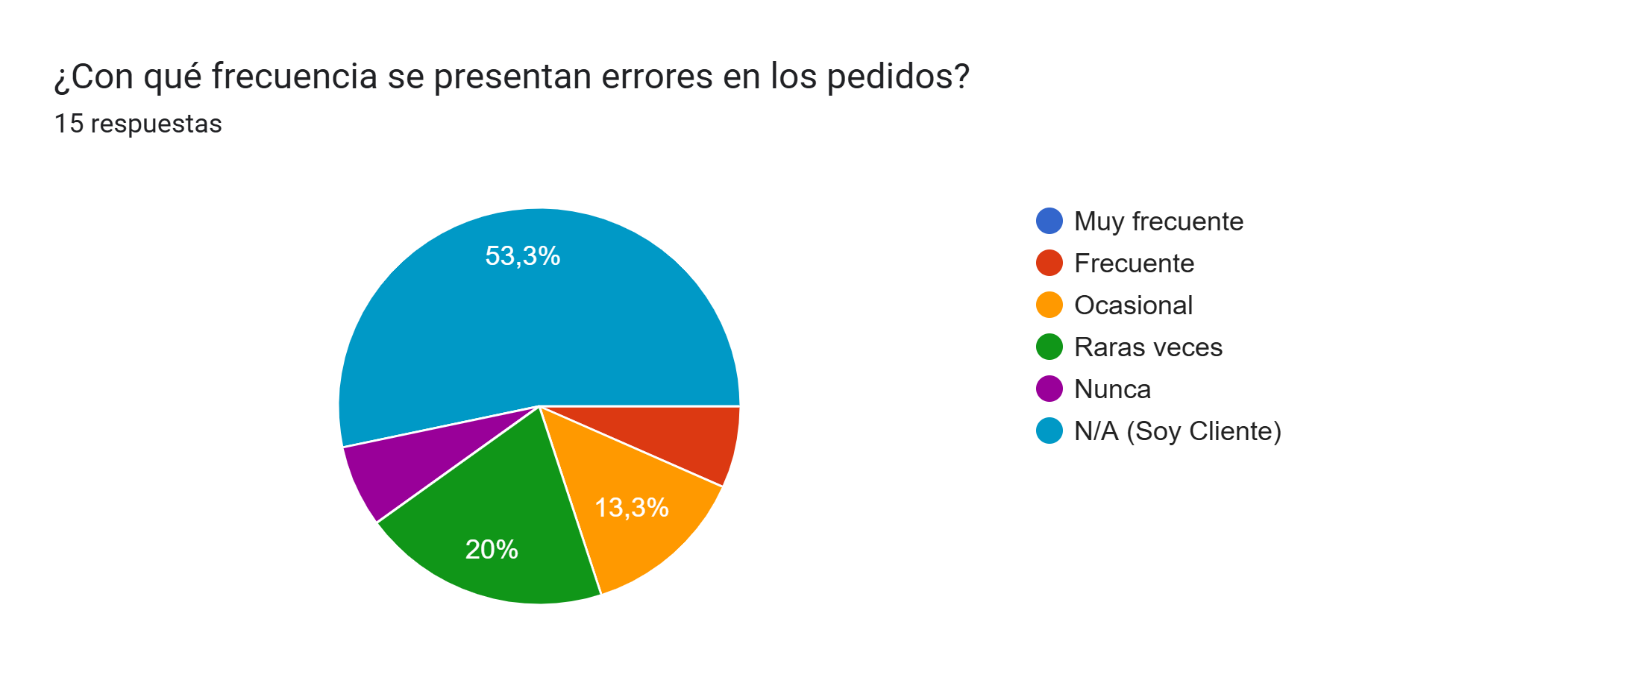 ¿Con qué frecuencia se presentan errores en los pedidos?
15 respuestas
53,3%
13,3%
20%
Muy frecuente
Frecuente
Ocasional
Raras veces
Nunca
N/A (Soy Cliente)